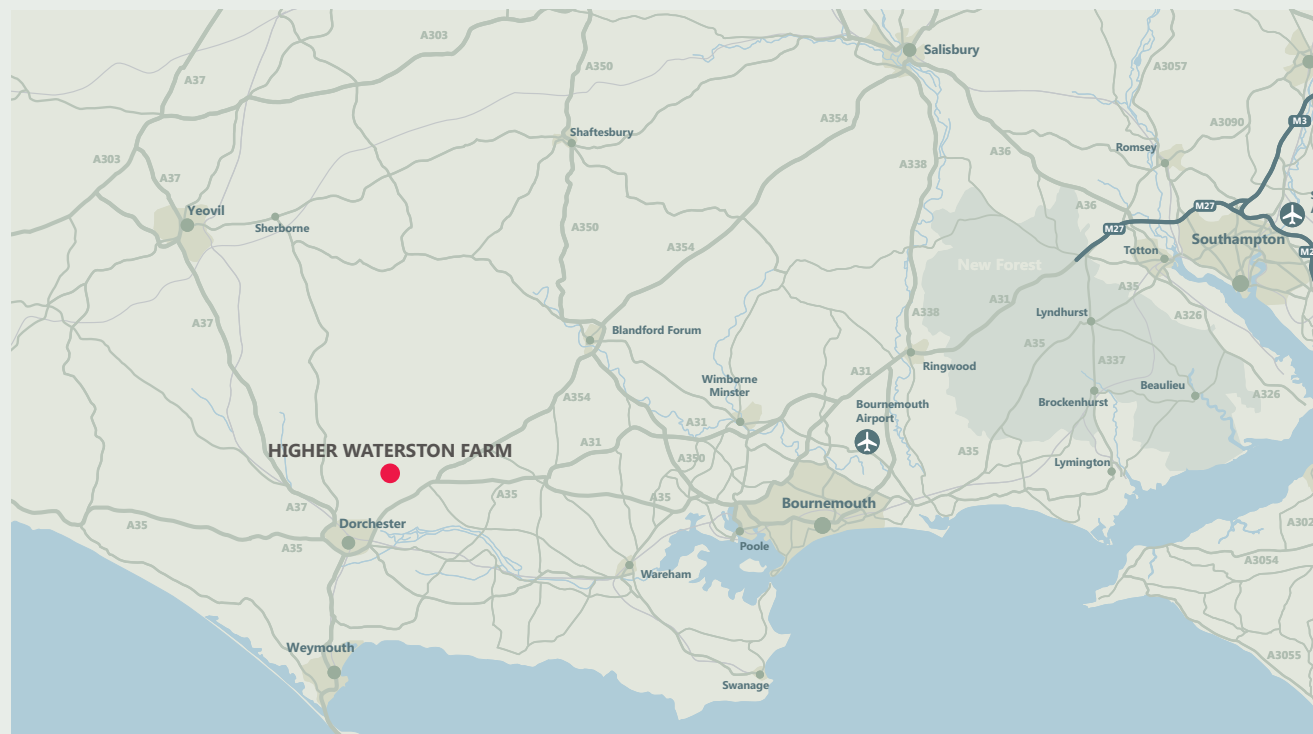 A303
Salisbury
A37
A350
A3057
M3
A354
A3090
Shaftesbury
Romsey
A36
A303
A338
A37
A36
M27
Yeovil
M27
Sherborne
A350
Southampton
A354
Totton
New Forest
A35
A31
A338
Lyndhurst
A326
A37
Blandford Forum
A35
A337
Ringwood
A31
Wimborne
Minster
Beaulieu
A326
A354
Brockenhurst
Bournemouth
Airport
A31
A31
HIGHER WATERSTON FARM
A35
A350
Lymington
A35
A35
A37
Bournemouth
Dorchester
A35
A35
Poole
A3054
Wareham
Weymouth
A3055
Swanage